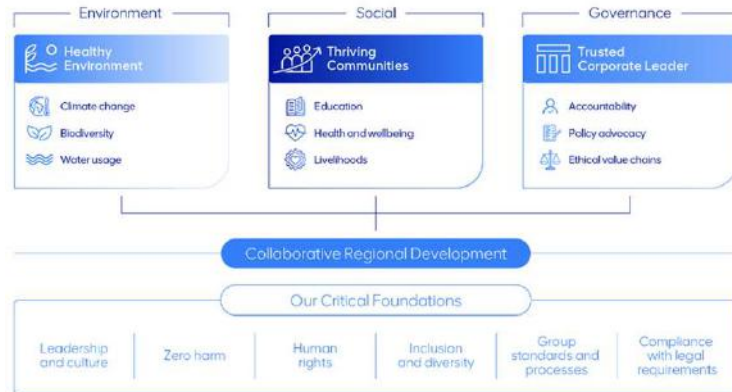 Environment
Social
Governance
Healthy
Environment
Thriving
Communities
Trusted
Corporate Leader
Climate change
Biodiversity
Water usage
Education
Health and wellbeing
Livelihoods
Accountability
Policy advocacy
Ethical value chains
Collaborative Regional Development
Our Critical Foundations
Leadership
and culture
Zero harm
Human
rights
Inclusion
and diversity
Group
standards and
processes
Compliance
with legal
requirements